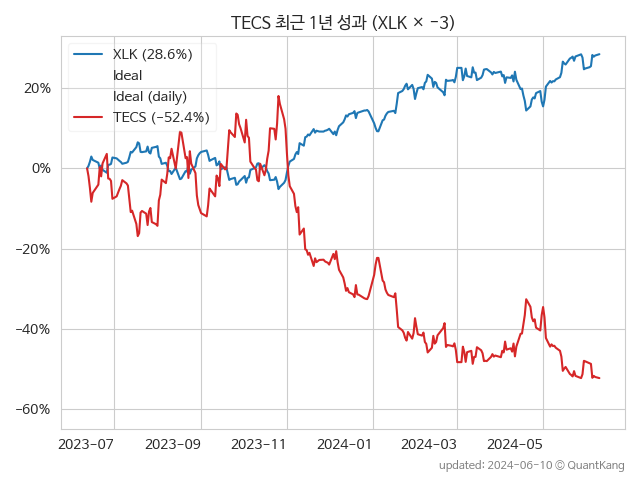 TECS 최근 1년 성과 (XLK × −3)
XLK (28.6%)
Ideal
Ideal (daily)
TECS (−52.4%)
20%
0%
−20%
−40%
−60%
2023−07
2023−09
2023−11
2024−01
2024−03
2024−05
updated: 2024−06−10 © QuantKang